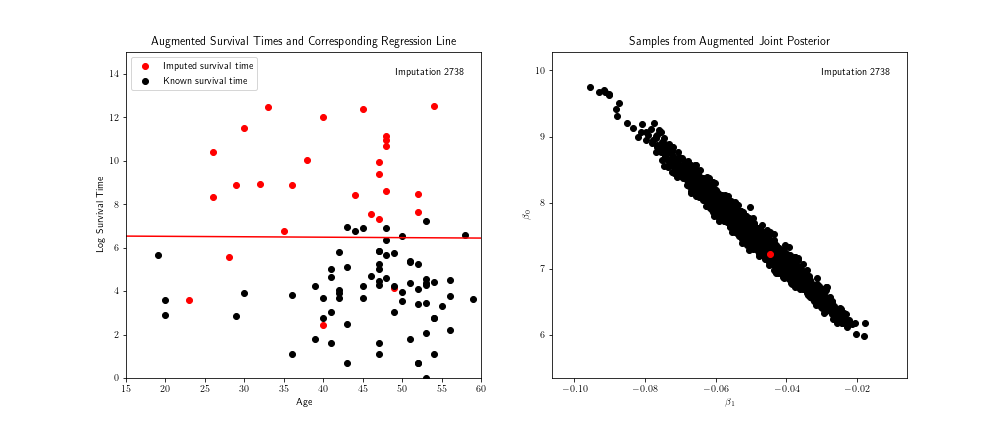 Augmented Survival Times and Corresponding Regression Line
Imputed survival time
Known survival time
Imputation 2738
14
12
10
8
6
4
2
0
Log Survival Time
15 20 25 30 35 40 45 50 55 60
Age
Samples from Augmented Joint Posterior
Imputation 2738
10
9
8
7
6
β₀
−0.10 −0.08 −0.06 −0.04 −0.02
β₁